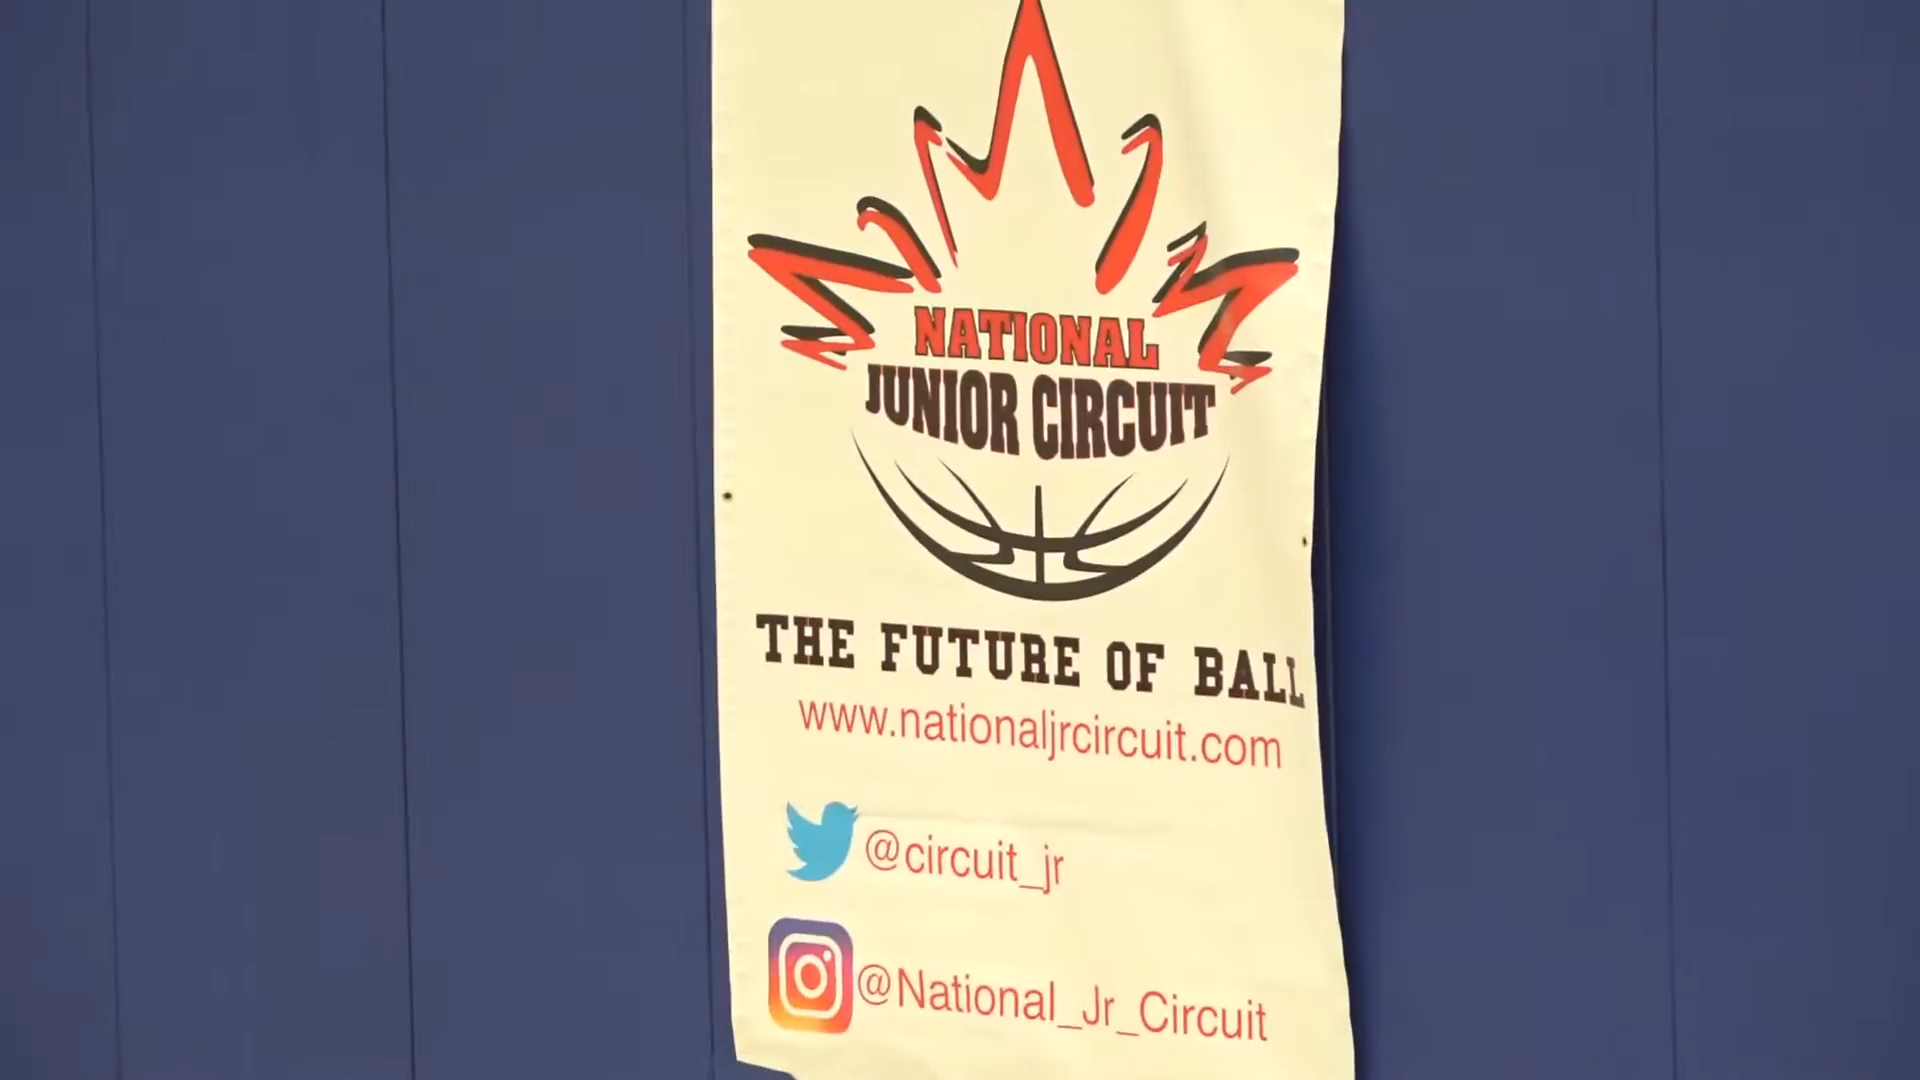 NATIONAL
JUNIOR CIRCUIT
THE FUTURE OF BALL
www.nationaljrcircuit.com
@circuit_jr
@National_Jr_Circuit